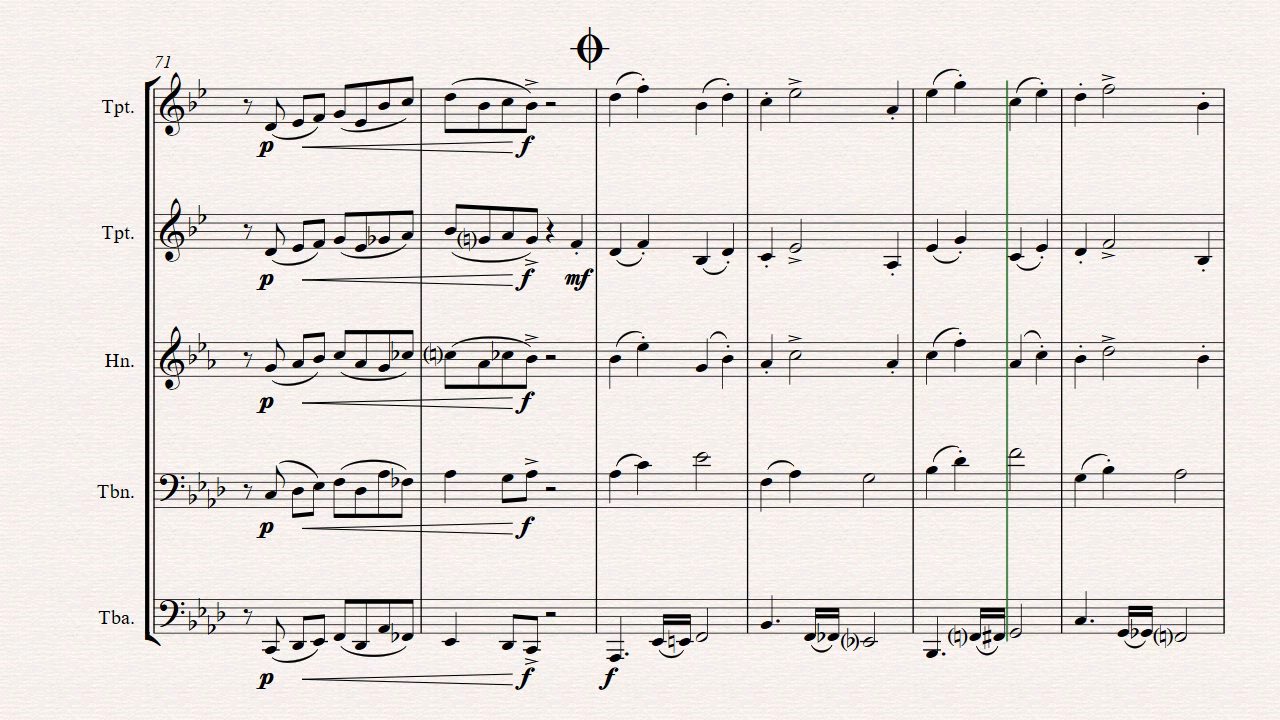 71
Tpt.
p f
Tpt.
p f mf
Hn.
p f
Tbn.
p f
Tba.
p f f